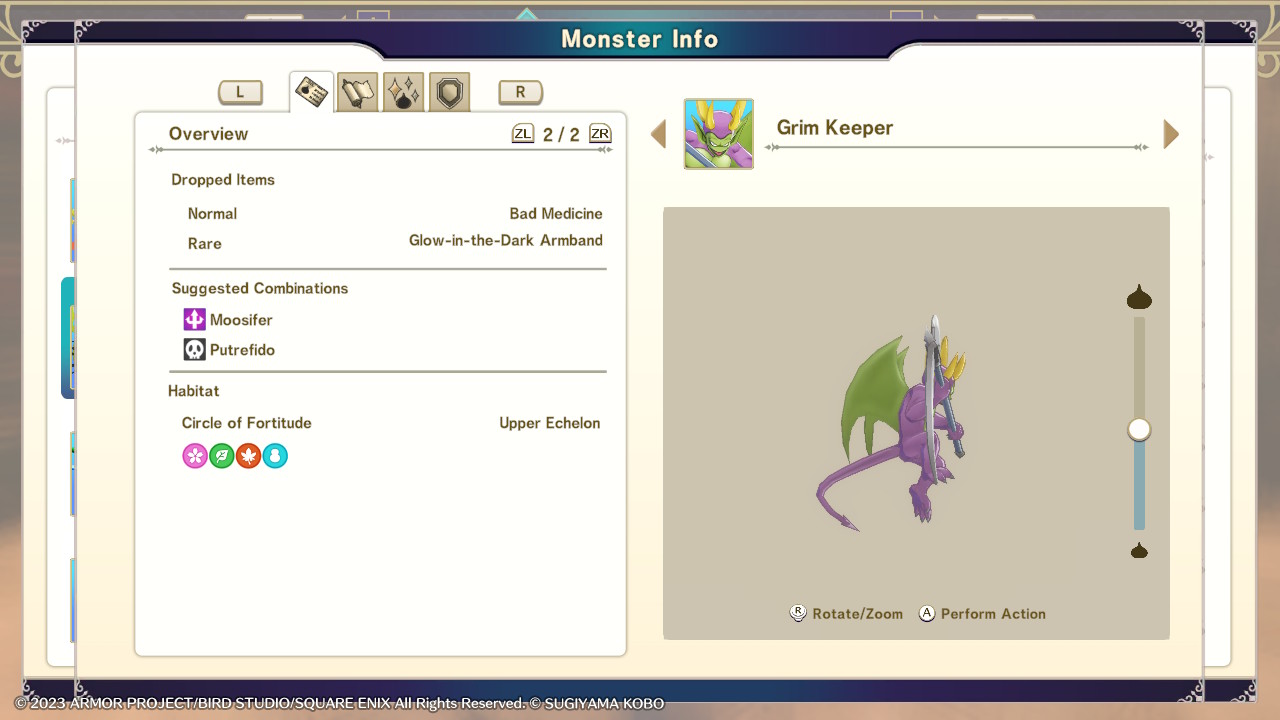 Monster Info
L
R
Overview
ZL 2 / 2 ZR
Dropped Items
Normal Bad Medicine
Rare Glow-in-the-Dark Armband
Suggested Combinations
Moosifer
Putrefido
Habitat
Circle of Fortitude Upper Echelon
Grim Keeper
R Rotate/Zoom A Perform Action
© 2023 ARMOR PROJECT/BIRD STUDIO/SQUARE ENIX All Rights Reserved. © SUGIYAMA KOBO